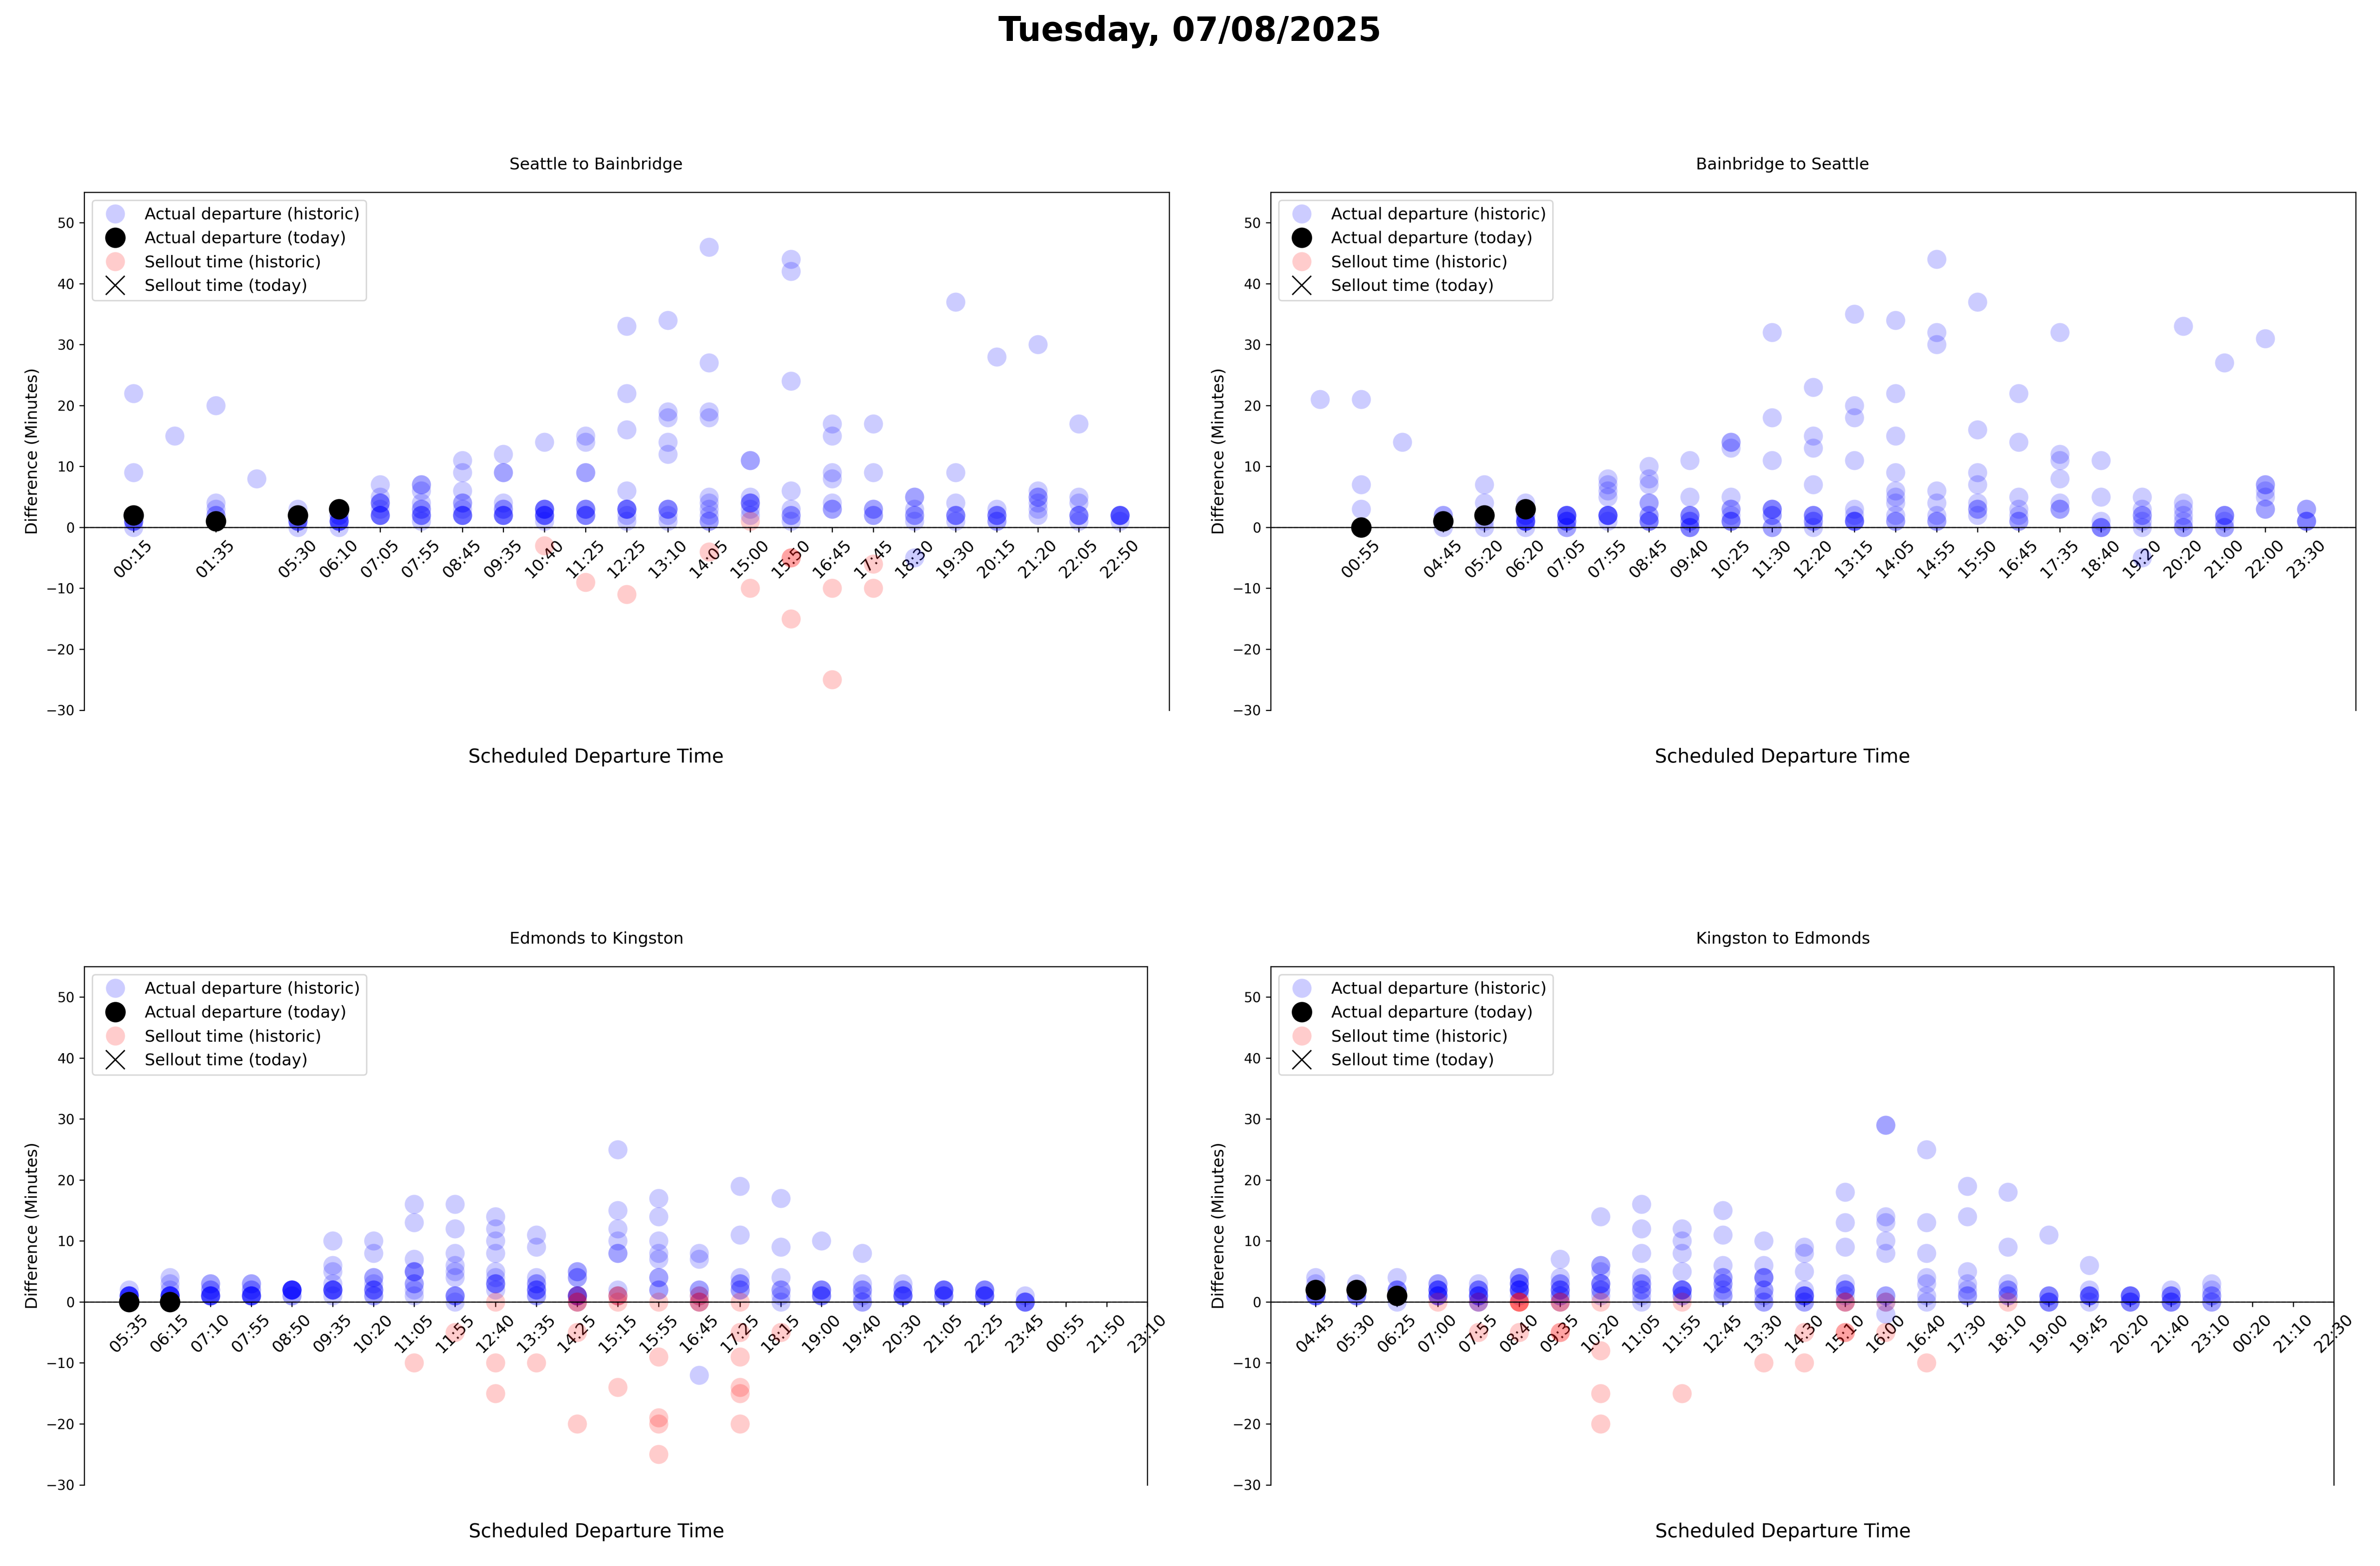 Tuesday, 07/08/2025
Seattle to Bainbridge
Actual departure (historic)
Actual departure (today)
Sellout time (historic)
Sellout time (today)
Difference (Minutes)
50
40
30
20
10
0
−10
−20
−30
00:15 01:35 05:30 06:10 07:05 07:55 08:45 09:35 10:40 11:25 12:25 13:10 14:05 15:00 15:50 16:45 17:45 18:30 19:30 20:15 21:20 22:05 22:50
Scheduled Departure Time
Bainbridge to Seattle
Actual departure (historic)
Actual departure (today)
Sellout time (historic)
Sellout time (today)
Difference (Minutes)
50
40
30
20
10
0
−10
−20
−30
00:55 04:45 05:20 06:20 07:05 07:55 08:45 09:40 10:25 11:30 12:20 13:15 14:05 14:55 15:50 16:45 17:35 18:40 19:20 20:20 21:00 22:00 23:30
Scheduled Departure Time
Edmonds to Kingston
Actual departure (historic)
Actual departure (today)
Sellout time (historic)
Sellout time (today)
Difference (Minutes)
50
40
30
20
10
0
−10
−20
−30
05:35 06:15 07:10 07:55 08:50 09:35 10:20 11:05 11:55 12:40 13:35 14:25 15:15 15:55 16:45 17:25 18:15 19:00 19:40 20:30 21:05 22:25 23:45 00:55 21:50 23:10
Scheduled Departure Time
Kingston to Edmonds
Actual departure (historic)
Actual departure (today)
Sellout time (historic)
Sellout time (today)
Difference (Minutes)
50
40
30
20
10
0
−10
−20
−30
04:45 05:30 06:25 07:00 07:55 08:40 09:35 10:20 11:05 11:55 12:45 13:30 14:30 15:10 16:00 16:40 17:30 18:10 19:00 19:45 20:20 21:40 23:10 00:20 21:10 22:30
Scheduled Departure Time